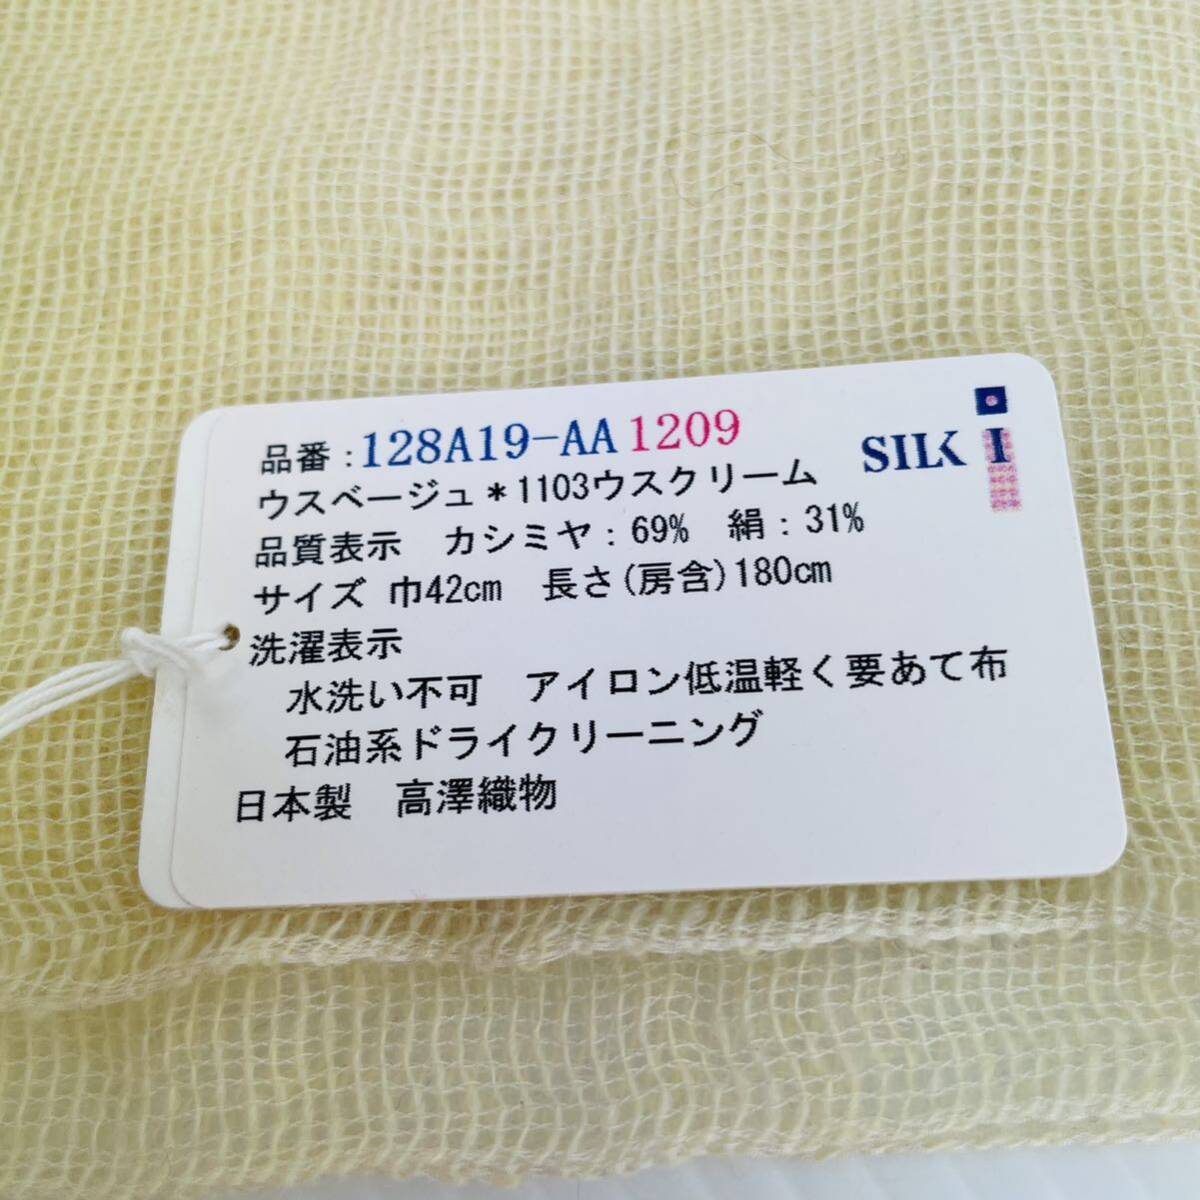 品番：128A19-AA 1209
SILK I
ウスベージュ＊1103ウスクリーム
品質表示　カシミヤ：69%　絹：31%
サイズ 巾42cm　長さ(房含)180cm
洗濯表示
水洗い不可　アイロン低温軽く要あて布
石油系ドライクリーニング
日本製　高澤織物